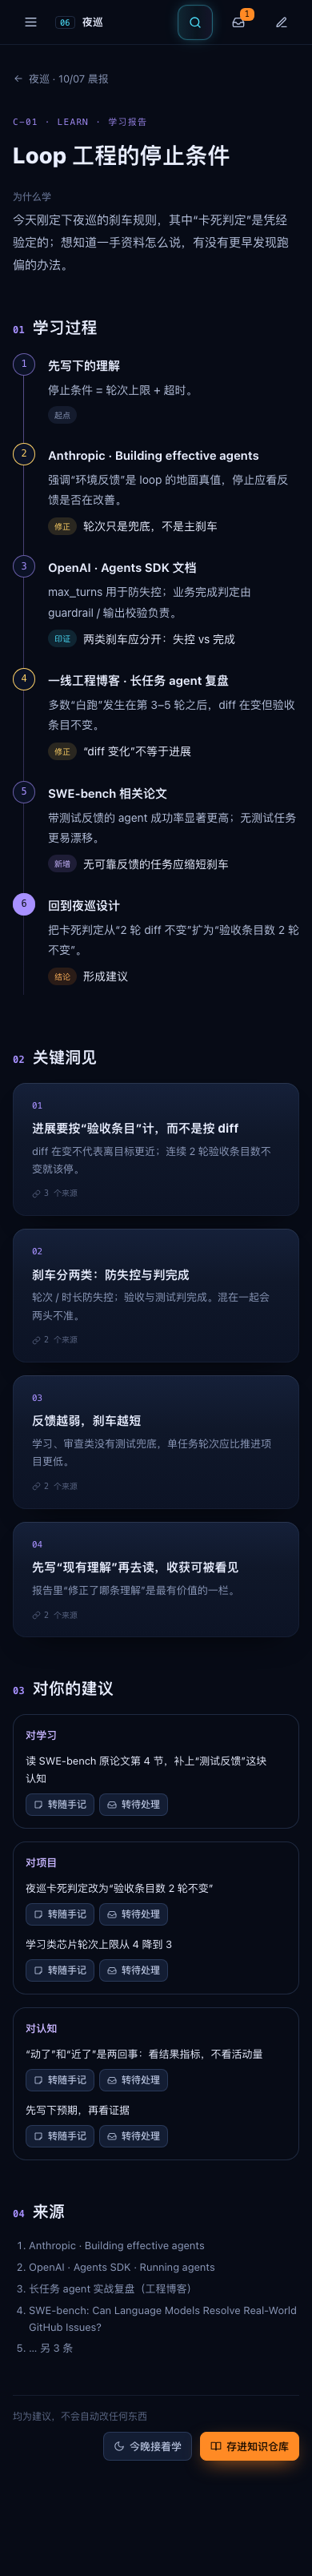 06 夜巡 1
← 夜巡 · 10/07 晨报
C—01 · LEARN · 学习报告
Loop 工程的停止条件
为什么学
今天刚定下夜巡的刹车规则，其中“卡死判定”是凭经
验定的；想知道一手资料怎么说，有没有更早发现跑
偏的办法。
01 学习过程
1 先写下的理解
停止条件 = 轮次上限 + 超时。
起点
2 Anthropic · Building effective agents
强调“环境反馈”是 loop 的地面真值，停止应看反
馈是否在改善。
修正 轮次只是兜底，不是主刹车
3 OpenAI · Agents SDK 文档
max_turns 用于防失控；业务完成判定由
guardrail / 输出校验负责。
印证 两类刹车应分开：失控 vs 完成
4 一线工程博客 · 长任务 agent 复盘
多数“白跑”发生在第 3–5 轮之后，diff 在变但验收
条目不变。
修正 “diff 变化”不等于进展
5 SWE-bench 相关论文
带测试反馈的 agent 成功率显著更高；无测试任务
更易漂移。
新增 无可靠反馈的任务应缩短刹车
6 回到夜巡设计
把卡死判定从“2 轮 diff 不变”扩为“验收条目数 2 轮
不变”。
结论 形成建议
02 关键洞见
01
进展要按“验收条目”计，而不是按 diff
diff 在变不代表离目标更近；连续 2 轮验收条目数不
变就该停。
3 个来源
02
刹车分两类：防失控与判完成
轮次 / 时长防失控；验收与测试判完成。混在一起会
两头不准。
2 个来源
03
反馈越弱，刹车越短
学习、审查类没有测试兜底，单任务轮次应比推进项
目更低。
2 个来源
04
先写“现有理解”再去读，收获可被看见
报告里“修正了哪条理解”是最有价值的一栏。
2 个来源
03 对你的建议
对学习
读 SWE-bench 原论文第 4 节，补上“测试反馈”这块
认知
转随手记 转待处理
对项目
夜巡卡死判定改为“验收条目数 2 轮不变”
转随手记 转待处理
学习类芯片轮次上限从 4 降到 3
转随手记 转待处理
对认知
“动了”和“近了”是两回事：看结果指标，不看活动量
转随手记 转待处理
先写下预期，再看证据
转随手记 转待处理
04 来源
1. Anthropic · Building effective agents
2. OpenAI · Agents SDK · Running agents
3. 长任务 agent 实战复盘（工程博客）
4. SWE-bench: Can Language Models Resolve Real-World
GitHub Issues?
5. … 另 3 条
均为建议，不会自动改任何东西
今晚接着学 存进知识仓库